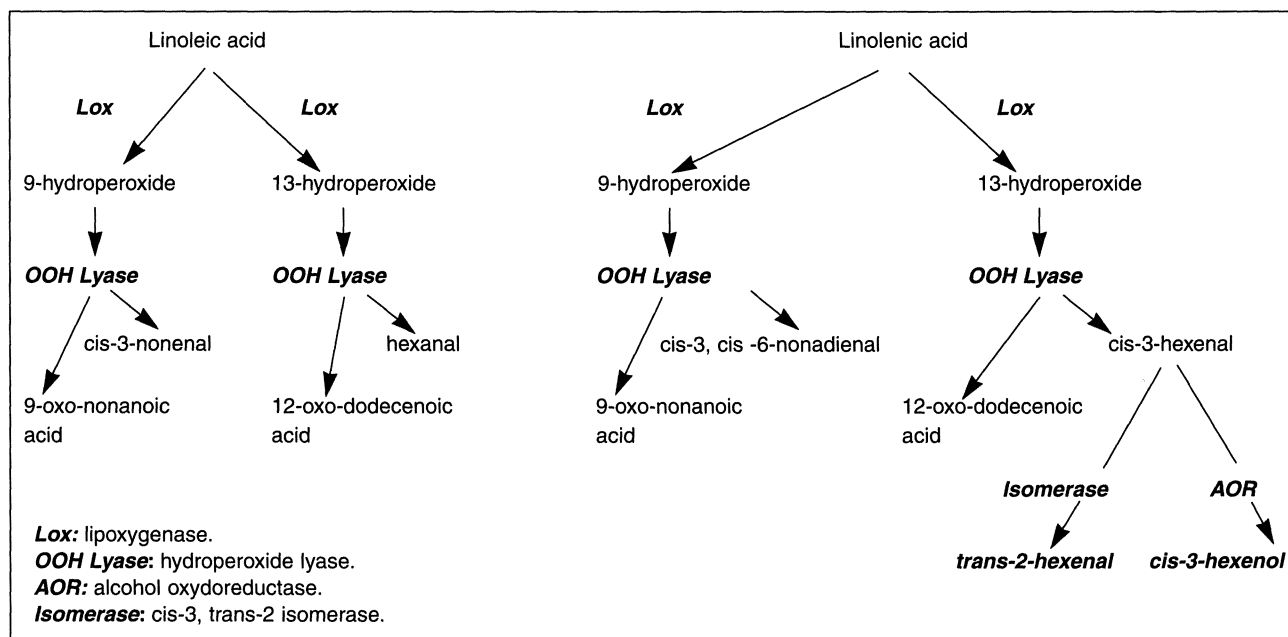 Linoleic acid
Linolenic acid
Lox
Lox
Lox
Lox
9-hydroperoxide
13-hydroperoxide
9-hydroperoxide
13-hydroperoxide
OOH Lyase
OOH Lyase
OOH Lyase
OOH Lyase
cis-3-nonenal
hexanal
cis-3, cis -6-nonadienal
cis-3-hexenal
9-oxo-nonanoic
acid
12-oxo-dodecenoic
acid
9-oxo-nonanoic
acid
12-oxo-dodecenoic
acid
Isomerase
AOR
trans-2-hexenal
cis-3-hexenol
Lox: lipoxygenase.
OOH Lyase: hydroperoxide lyase.
AOR: alcohol oxydoreductase.
Isomerase: cis-3, trans-2 isomerase.